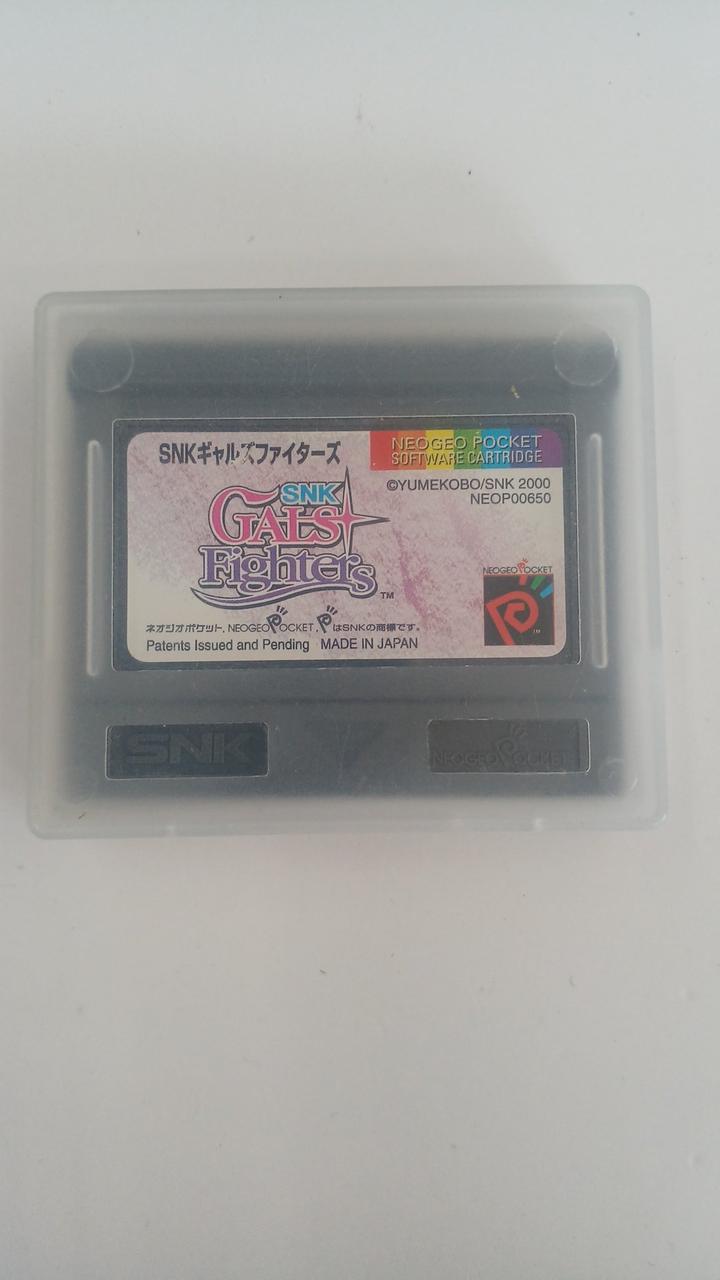 SNKギャルズファイターズ
NEOGEO POCKET
SOFTWARE CARTRIDGE
©YUMEKOBO/SNK 2000
NEOP00650
SNK
GALS'
Fighters
™
NEOGEO POCKET
TM
ネオジオポケット, NEOGEO POCKET, PはSNKの商標です。
Patents Issued and Pending MADE IN JAPAN
SNK
NEOGEO POCKET